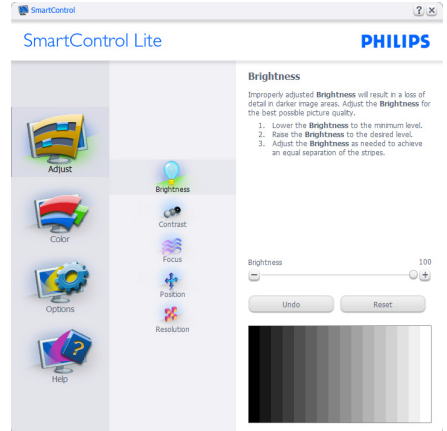 SmartControl
SmartControl Lite
PHILIPS
Adjust
Color
Options
Help
Brightness
Contrast
Focus
Position
Resolution
Brightness
Improperly adjusted Brightness will result in a loss of
detail in darker image areas. Adjust the Brightness for
the best possible picture quality.
1. Lower the Brightness to the minimum level.
2. Raise the Brightness to the desired level.
3. Adjust the Brightness as needed to achieve
an equal separation of the stripes.
Brightness 100
Undo Reset